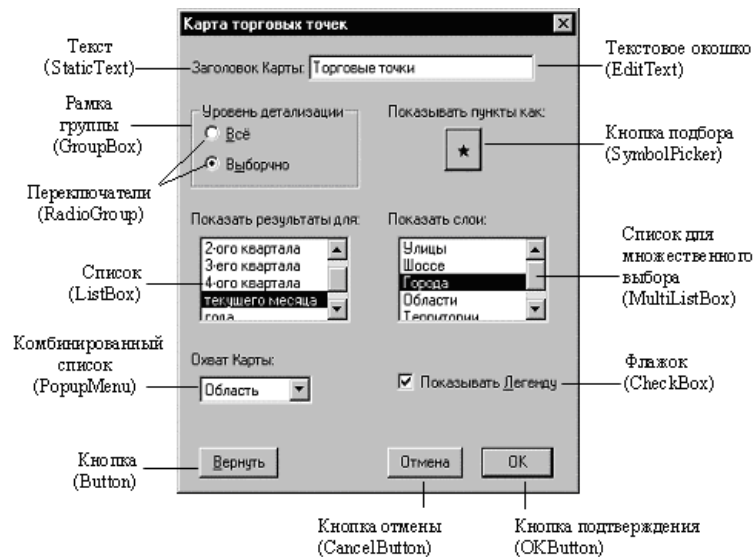 Карта торговых точек
Текст
(StaticText)
Заголовок Карты:
Торговые точки
Текстовое окошко
(EditText)
Рамка
группы
(GroupBox)
Уровень детализации
Всё
Выборчно
Показывать пункты как:
Кнопка подбора
(SymbolPicker)
Переключатели
(RadioGroup)
Показать результаты для:
2-ого квартала
3-его квартала
4-ого квартала
текущего месяца
года
Показать слои:
Улицы
Шоссе
Города
Области
Территории
Список
(ListBox)
Список для
множественного
выбора
(MultiListBox)
Комбинированный
список
(PopupMenu)
Охват Карты:
Область
Показывать Легенду
Флажок
(CheckBox)
Кнопка
(Button)
Вернуть
Отмена
OK
Кнопка отмены
(CancelButton)
Кнопка подтверждения
(OKButton)